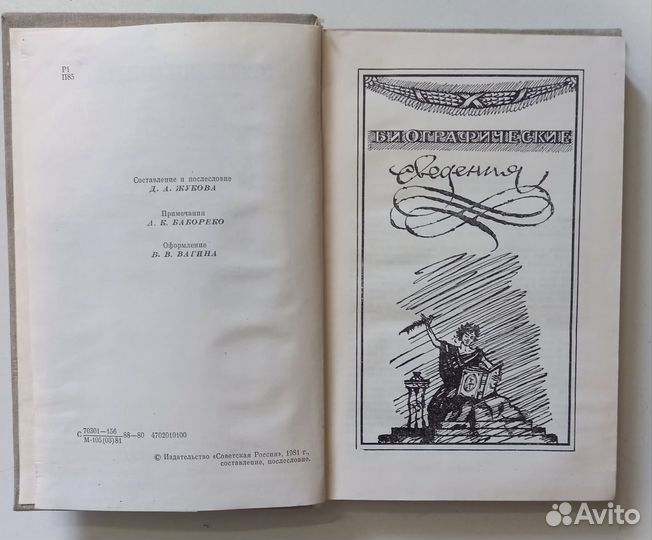 Р1
П85
Составление и послесловие
Д. А. ЖУКОВА
Примечания
А. К. БАБОРЕКО
Оформление
В. В. ВАГИНА
С 70301—156
М-105(03)81 88—80 4702010100
© Издательство «Советская Россия», 1981 г.,
составление, послесловие.
БИОГРАФИЧЕСКИЕ
сведения
Avito